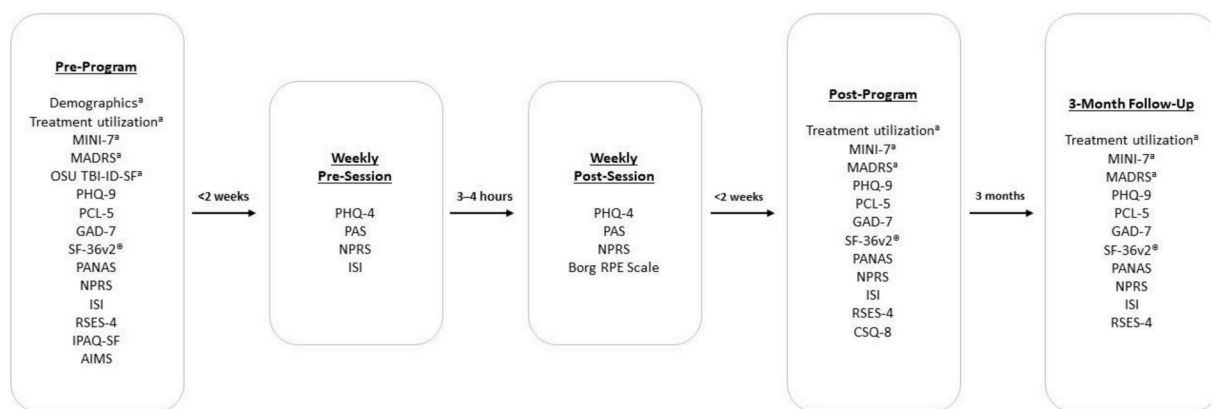 Pre-Program
Demographicsª
Treatment utilizationª
MINI-7ª
MADRSª
OSU TBI-ID-SFª
PHQ-9
PCL-5
GAD-7
SF-36v2®
PANAS
NPRS
ISI
RSES-4
IPAQ-SF
AIMS
<2 weeks
Weekly
Pre-Session
PHQ-4
PAS
NPRS
ISI
3–4 hours
Weekly
Post-Session
PHQ-4
PAS
NPRS
Borg RPE Scale
<2 weeks
Post-Program
Treatment utilizationª
MINI-7ª
MADRSª
PHQ-9
PCL-5
GAD-7
SF-36v2®
PANAS
NPRS
ISI
RSES-4
CSQ-8
3 months
3-Month Follow-Up
Treatment utilizationª
MINI-7ª
MADRSª
PHQ-9
PCL-5
GAD-7
SF-36v2®
PANAS
NPRS
ISI
RSES-4